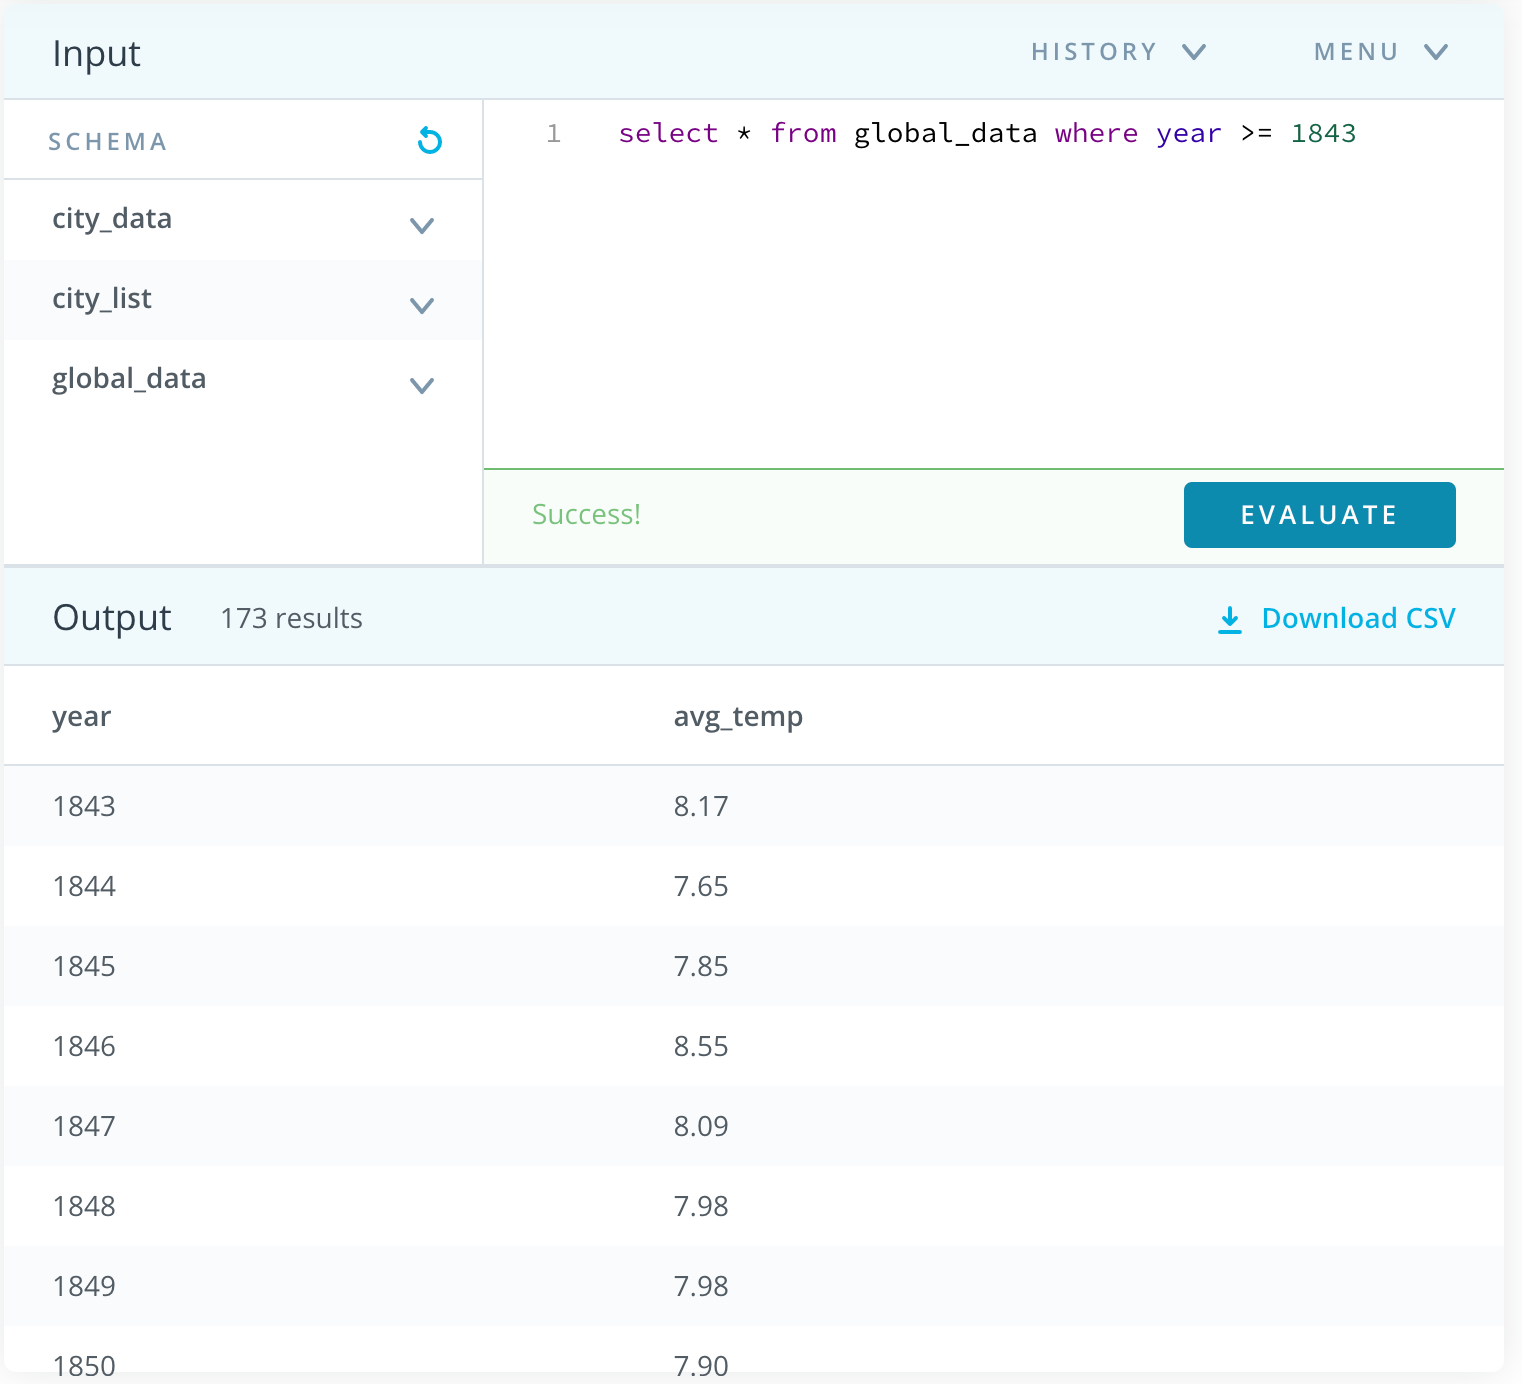 Input HISTORY MENU
SCHEMA
1 select * from global_data where year >= 1843
city_data
city_list
global_data
Success! EVALUATE
Output 173 results Download CSV
year avg_temp
1843 8.17
1844 7.65
1845 7.85
1846 8.55
1847 8.09
1848 7.98
1849 7.98
1850 7.90